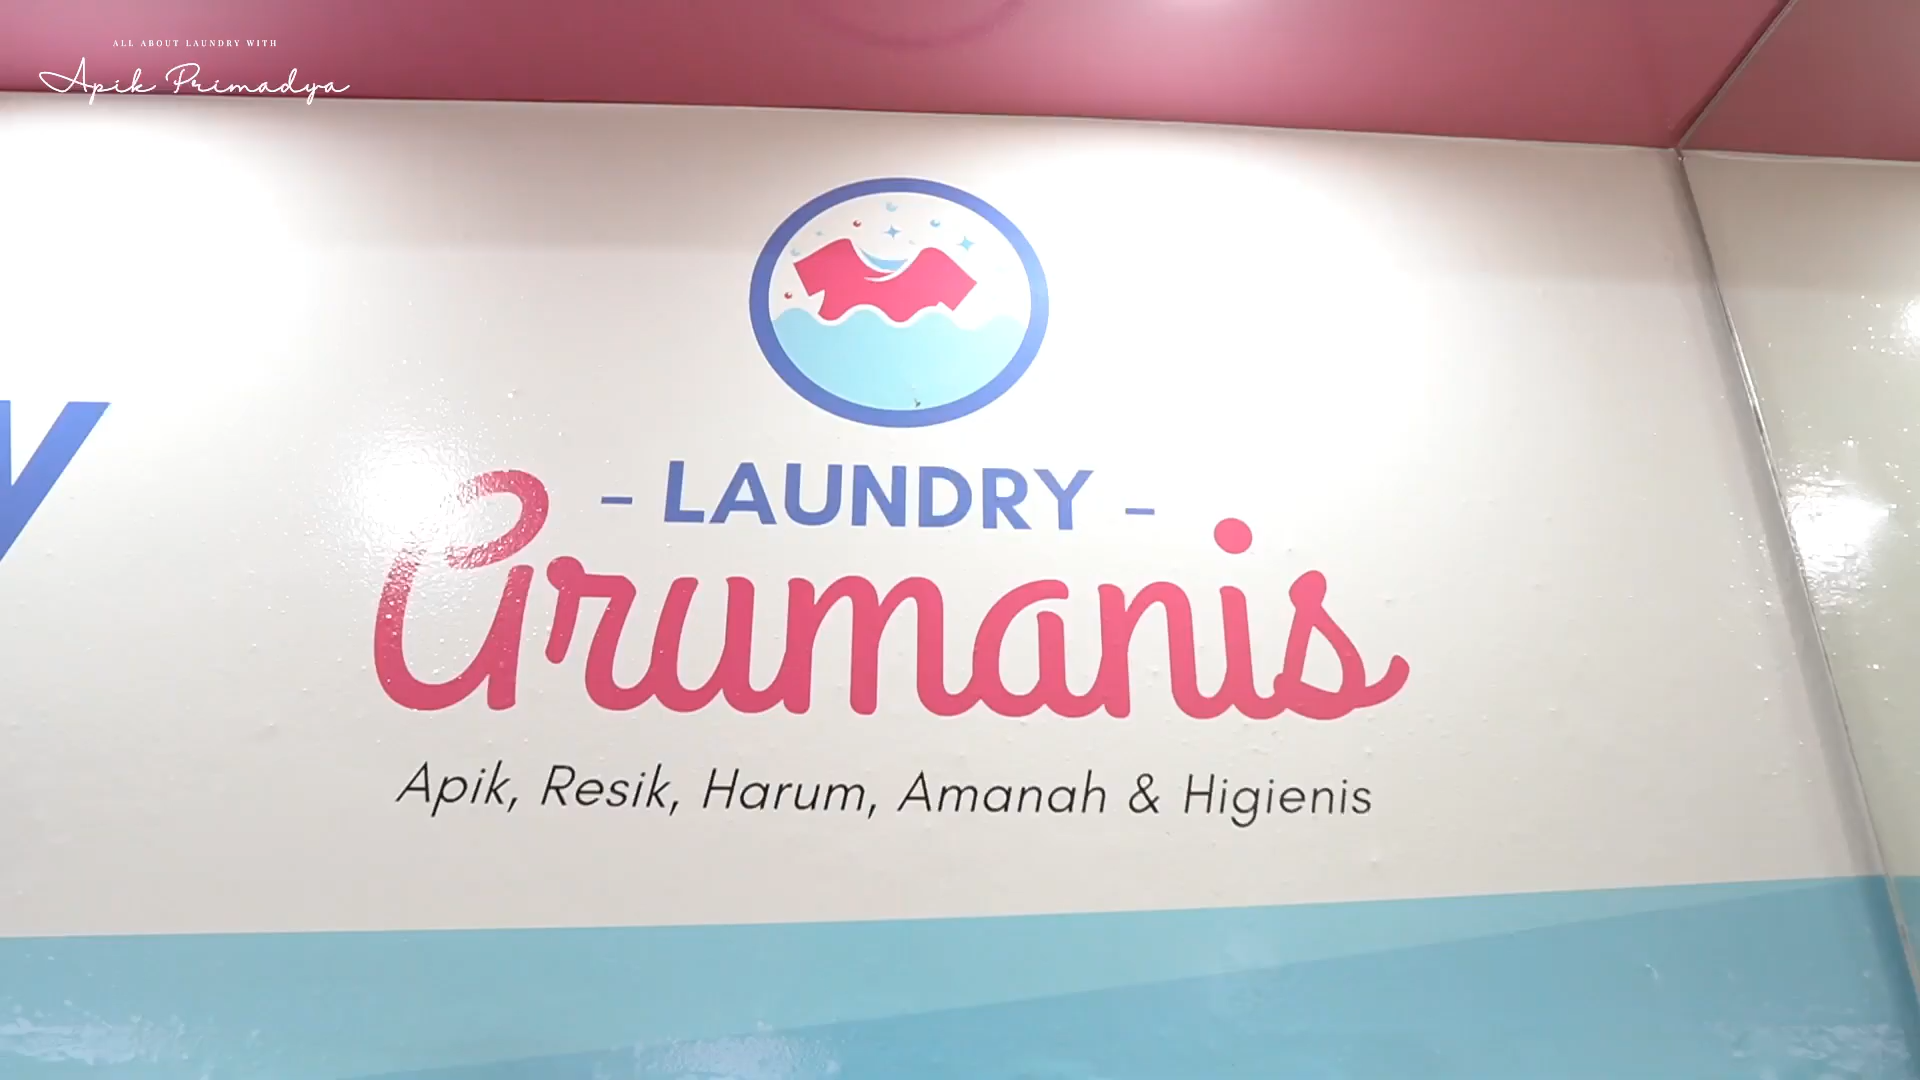 ALL ABOUT LAUNDRY WITH
Apik Primadya
y
- LAUNDRY -
Arumanis
Apik, Resik, Harum, Amanah & Higienis